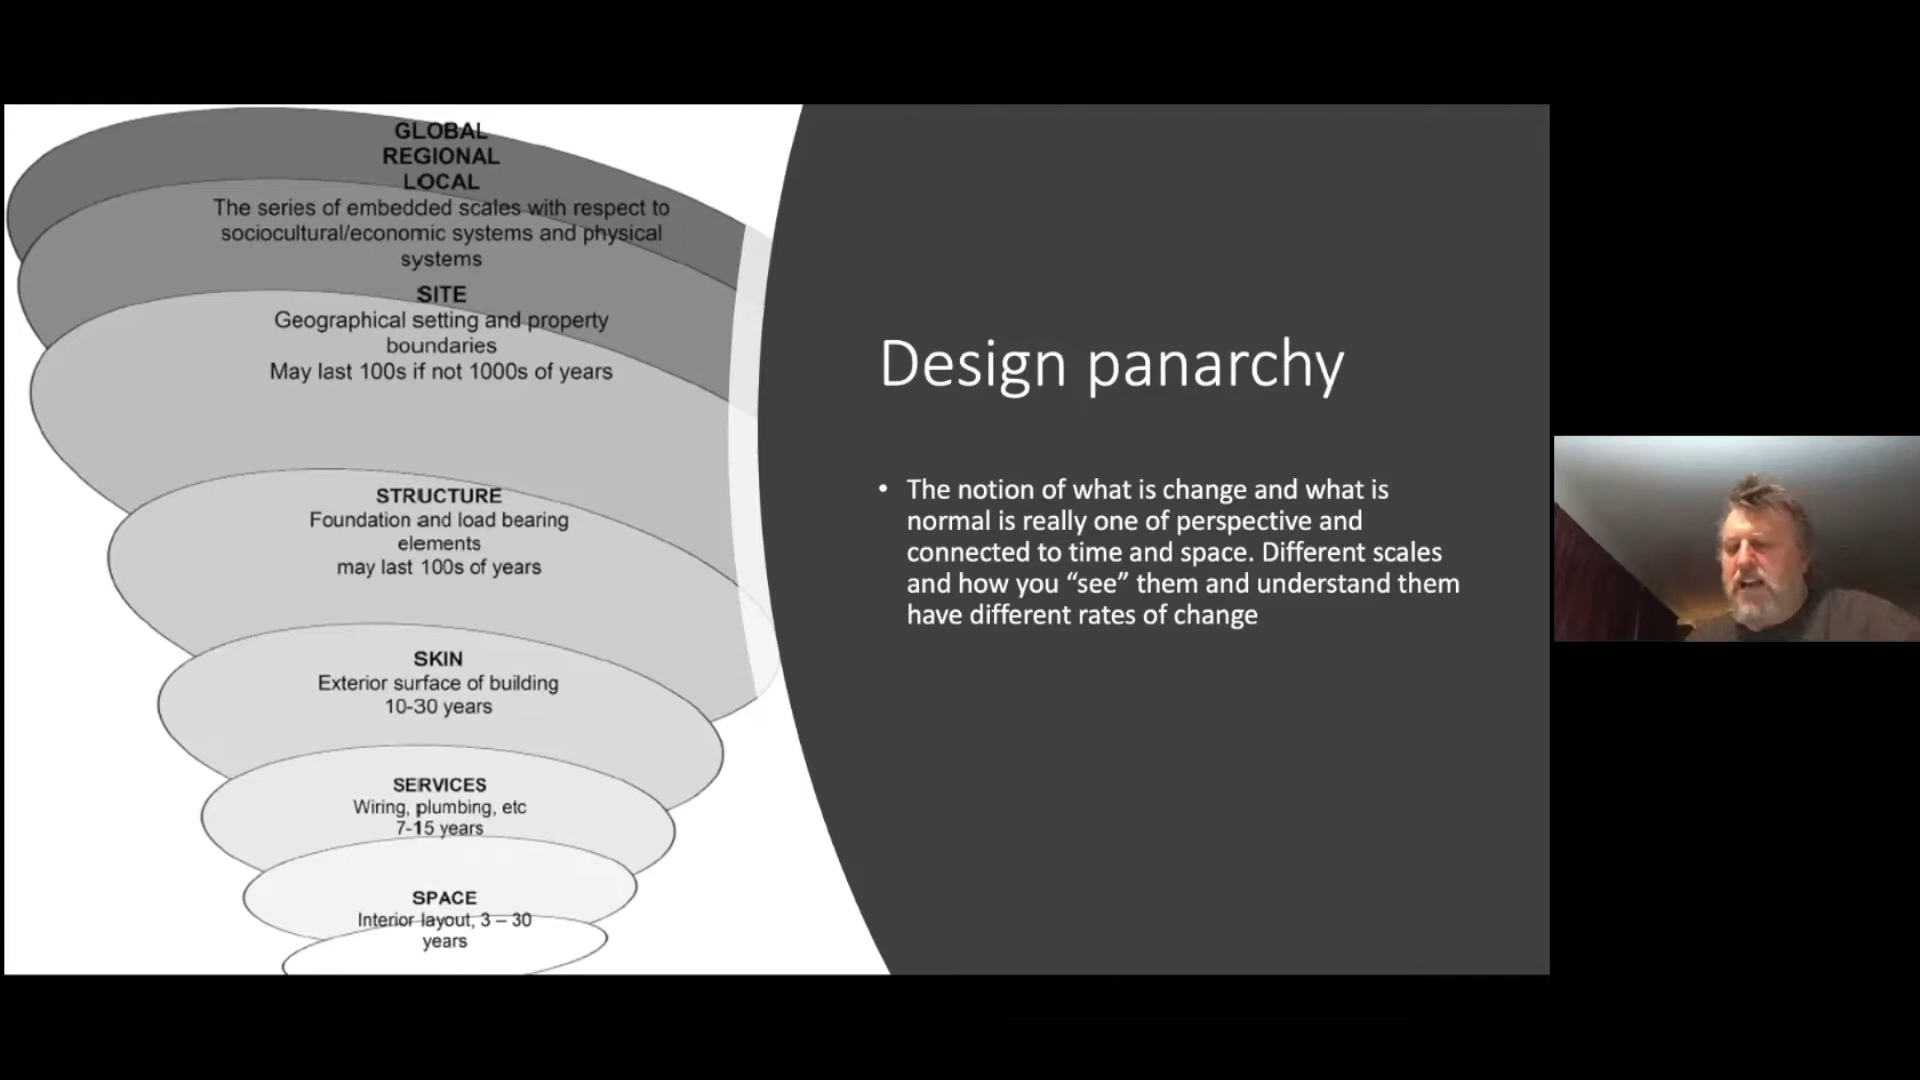 GLOBAL
REGIONAL
LOCAL
The series of embedded scales with respect to
sociocultural/economic systems and physical
systems
SITE
Geographical setting and property
boundaries
May last 100s if not 1000s of years
STRUCTURE
Foundation and load bearing
elements
may last 100s of years
SKIN
Exterior surface of building
10-30 years
SERVICES
Wiring, plumbing, etc
7-15 years
SPACE
Interior layout, 3 – 30
years
Design panarchy
• The notion of what is change and what is
normal is really one of perspective and
connected to time and space. Different scales
and how you “see” them and understand them
have different rates of change